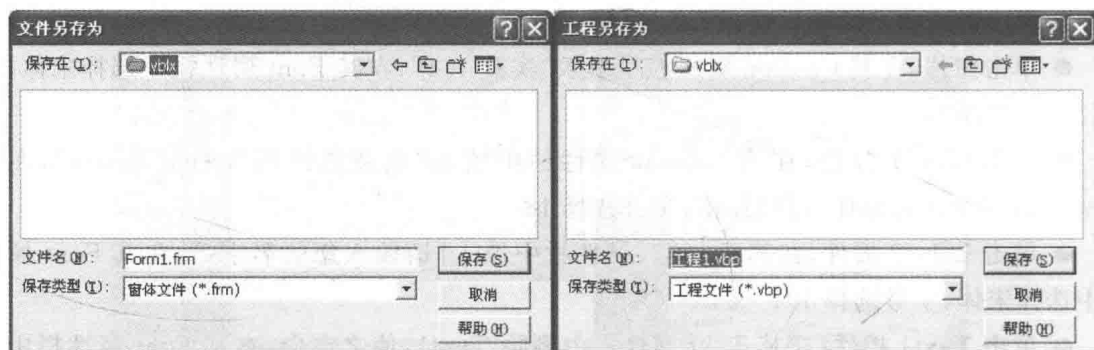 文件另存为
保存在(I):
vblx
文件名(N):
Form1.frm
保存(S)
保存类型(T):
窗体文件 (*.frm)
取消
帮助(H)
工程另存为
保存在(I):
vblx
文件名(N):
工程1.vbp
保存(S)
保存类型(T):
工程文件 (*.vbp)
取消
帮助(H)